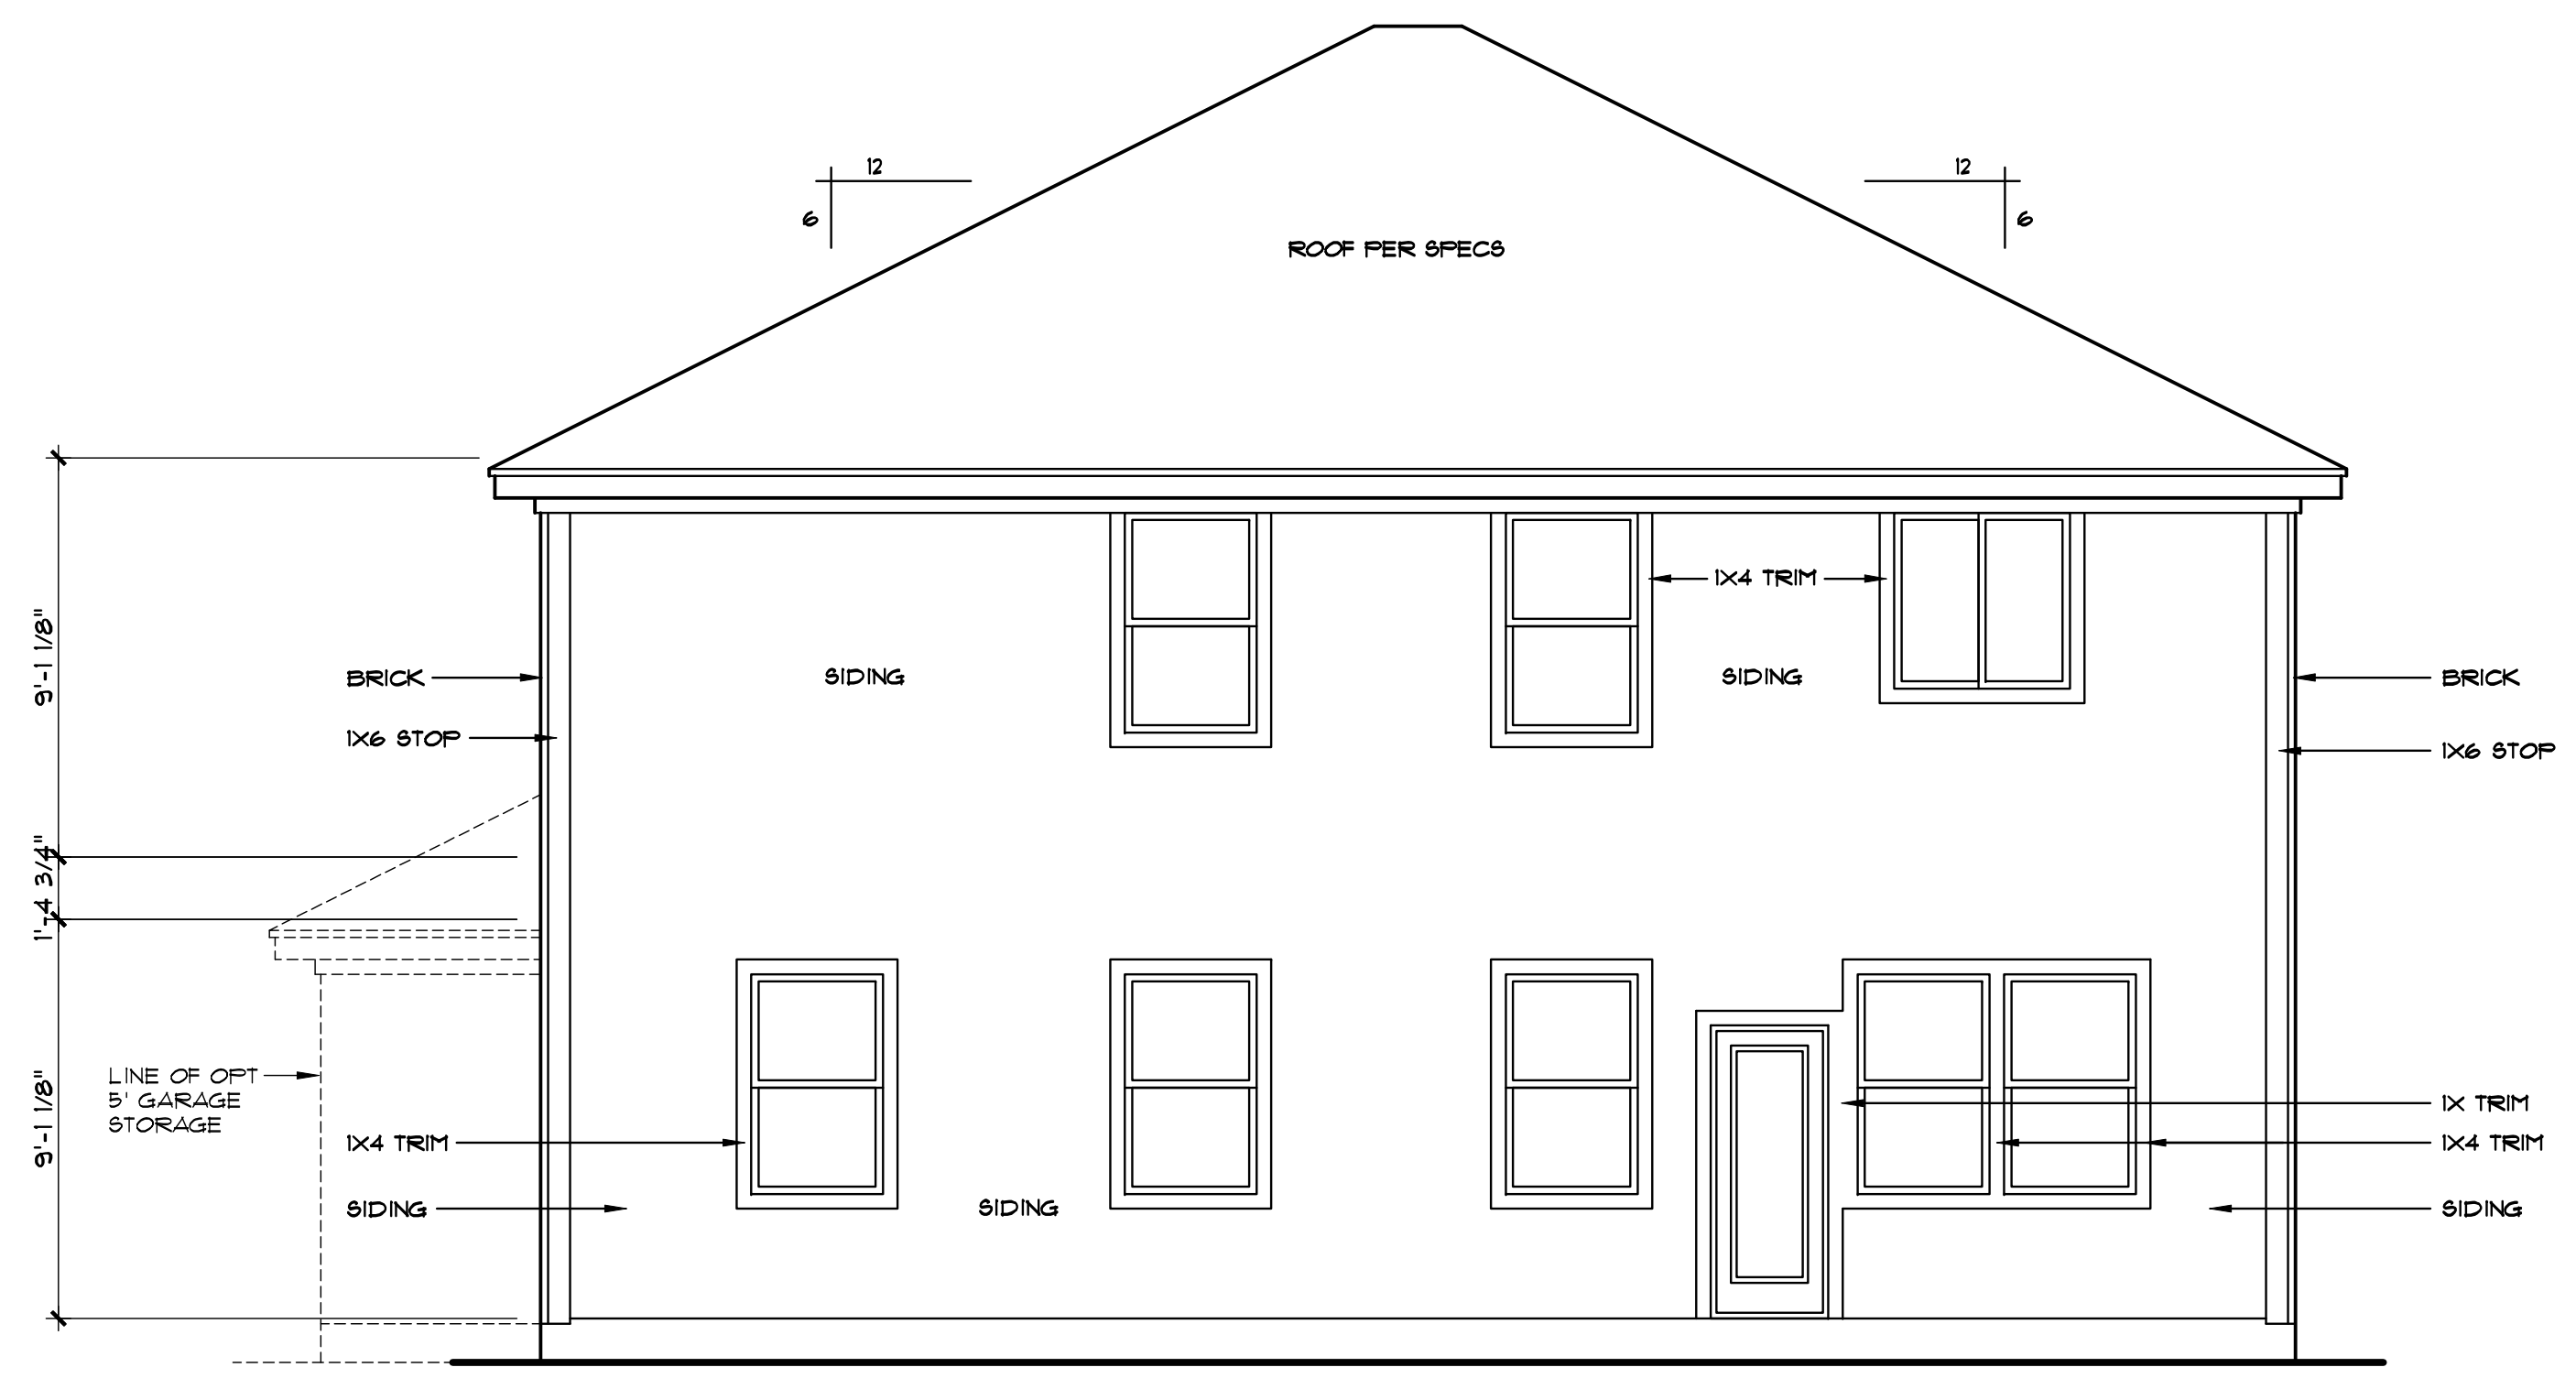 12
12
6
6
ROOF PER SPECS
1X4 TRIM
9'-1 1/8"
BRICK
SIDING
SIDING
BRICK
1X6 STOP
1X6 STOP
1'-4 3/4"
9'-1 1/8"
LINE OF OPT
5' GARAGE
STORAGE
1X TRIM
1X4 TRIM
1X4 TRIM
SIDING
SIDING
SIDING